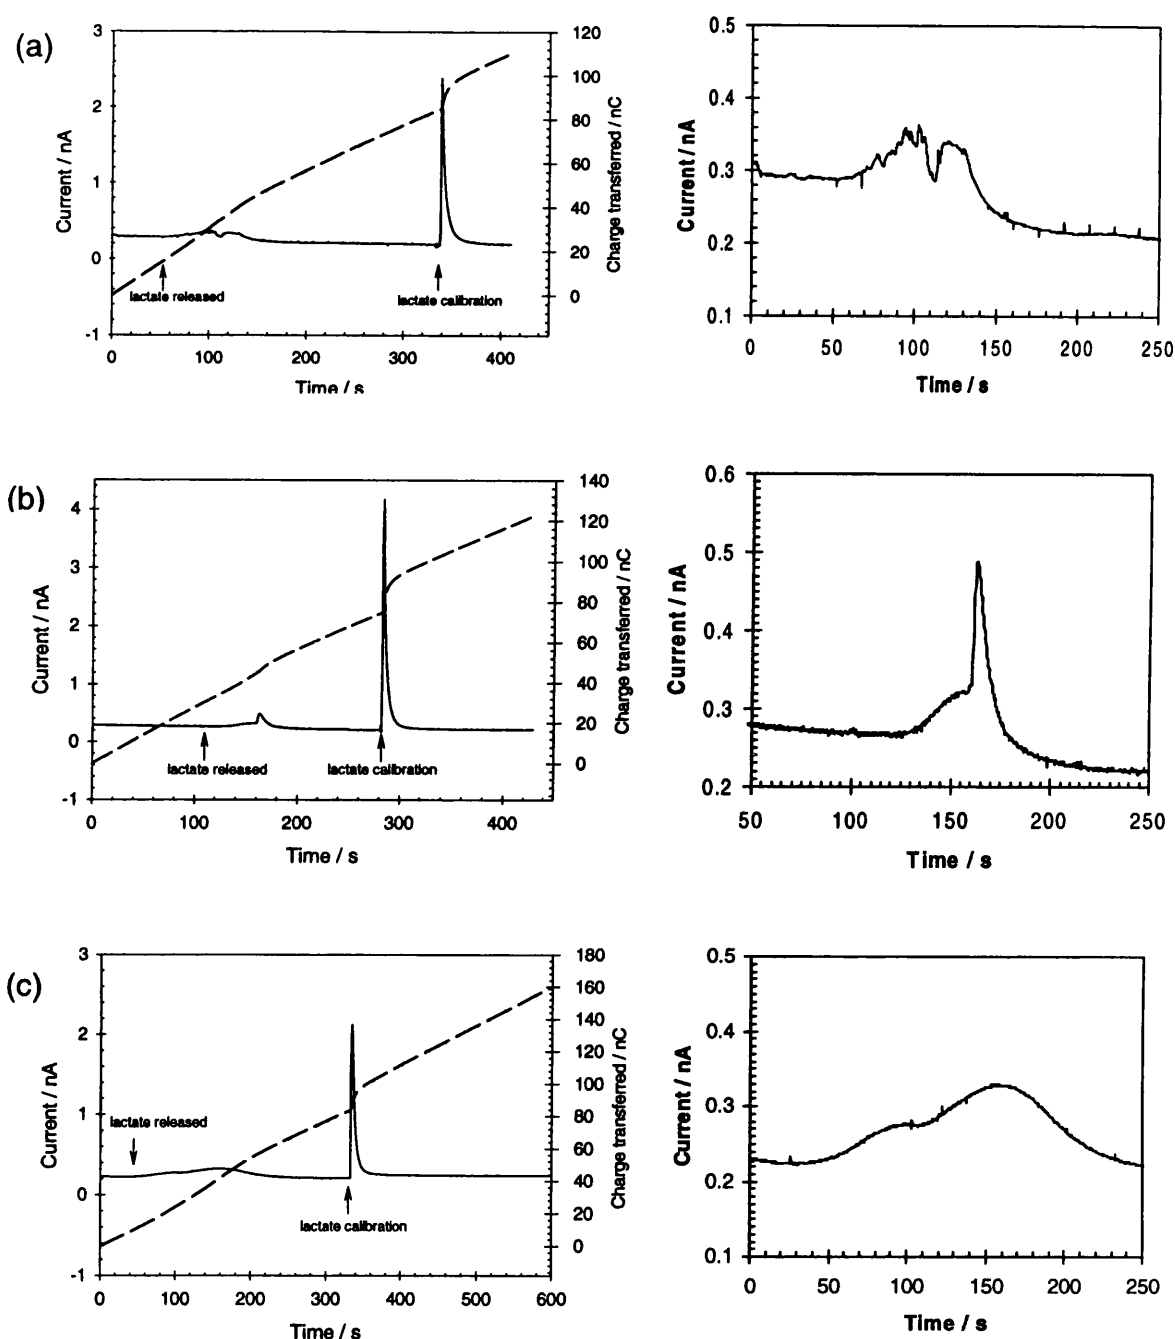 (a)
3
2
1
0
-1
Current / nA
120
100
80
60
40
20
0
Charge transferred / nC
lactate released
lactate calibration
0 100 200 300 400
Time / s
0.5
0.4
0.3
0.2
0.1
Current / nA
0 50 100 150 200 250
Time / s
(b)
4
3
2
1
0
-1
Current / nA
140
120
100
80
60
40
20
0
Charge transferred / nC
lactate released
lactate calibration
0 100 200 300 400
Time / s
0.6
0.5
0.4
0.3
0.2
Current / nA
50 100 150 200 250
Time / s
(c)
3
2
1
0
-1
Current / nA
180
160
140
120
100
80
60
40
20
0
Charge transferred / nC
lactate released
lactate calibration
0 100 200 300 400 500 600
Time / s
0.5
0.4
0.3
0.2
0.1
Current / nA
0 50 100 150 200 250
Time / s